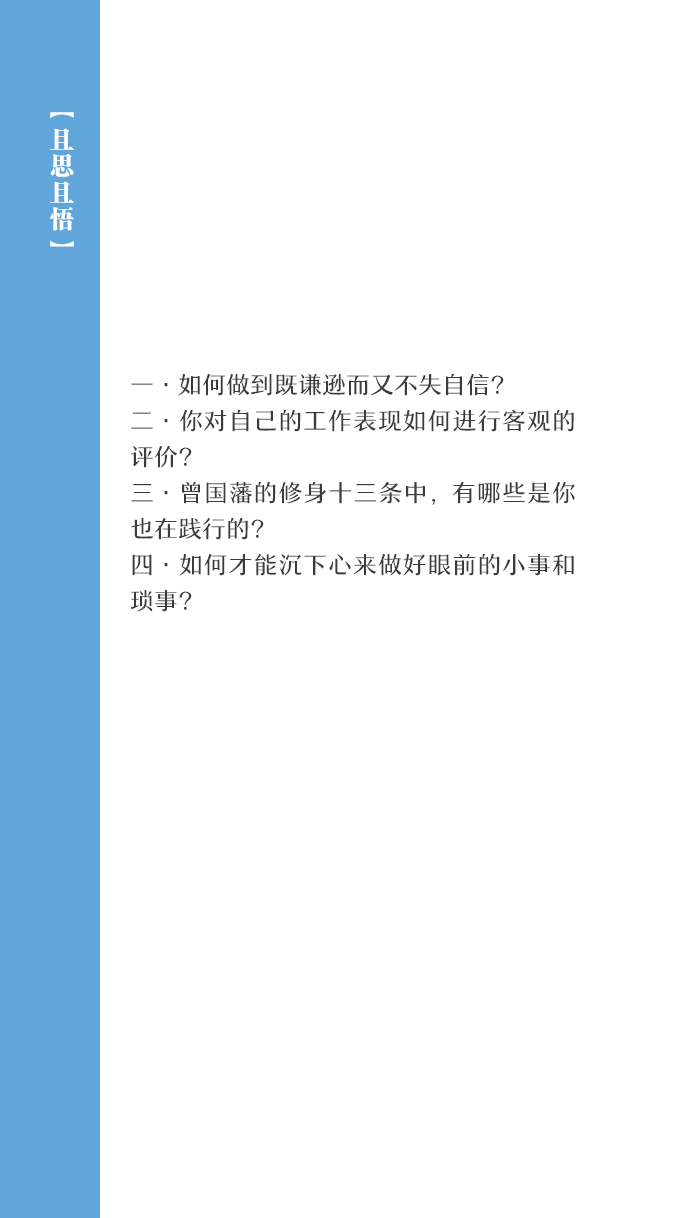 【且思且悟】
一·如何做到既谦逊而又不失自信？
二·你对自己的工作表现如何进行客观的
评价？
三·曾国藩的修身十三条中，有哪些是你
也在践行的？
四·如何才能沉下心来做好眼前的小事和
琐事？